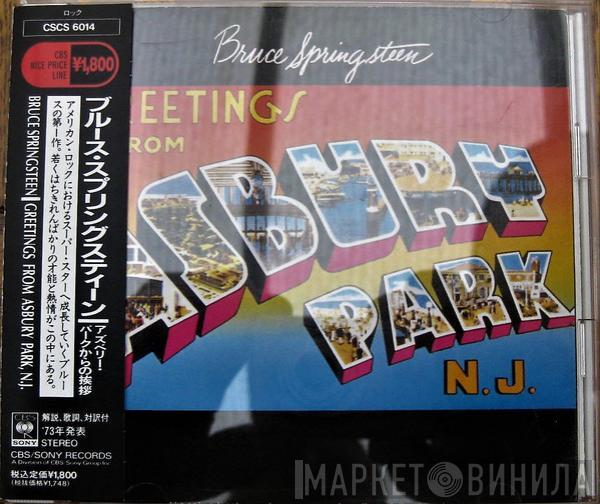 ロック
CSCS 6014
CBS
NICE PRICE
LINE
¥1,800
ブルース・スプリングスティーン
アズベリー・
パークからの挨拶
アメリカン・ロックにおけるスーパー・スターへ成長していくブルー
スの第1作。若くはちきれんばかりの才能と熱情がこの中にある。
BRUCE SPRINGSTEEN GREETINGS FROM ASBURY PARK, N.J.
CBS
SONY
解説、歌詞、対訳付
'73年発表
STEREO
CBS/SONY RECORDS
A Division of CBS Sony Group Inc.
税込定価¥1,800
(税抜価格¥1,748)
Bruce Springsteen
REETINGS
ROM
ASBURY
PARK
N.J.
МАРКЕТ ВИНИЛА